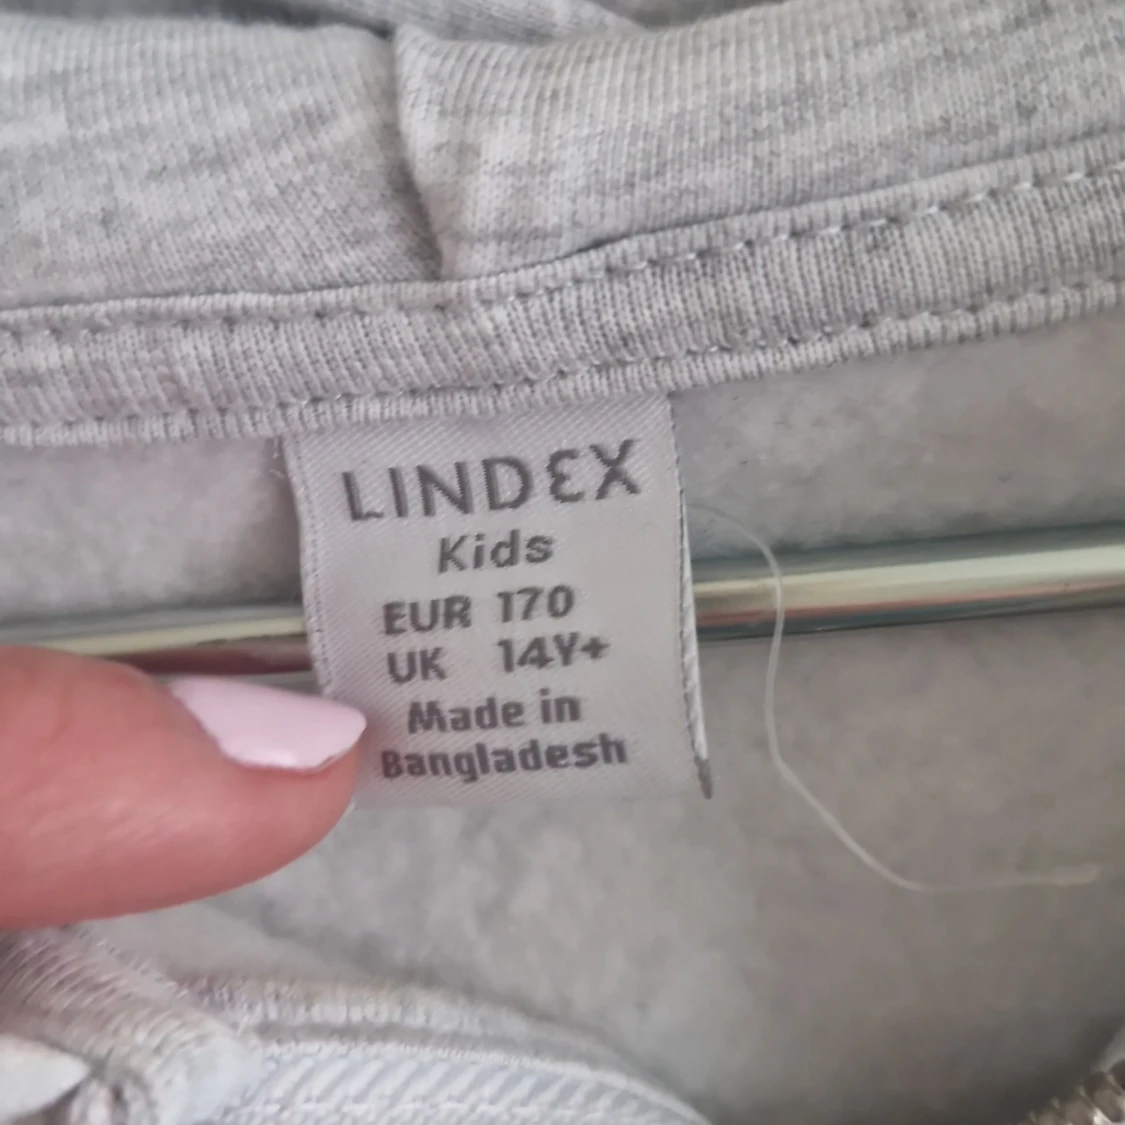 LINDEX
Kids
EUR 170
UK 14Y+
Made in
Bangladesh